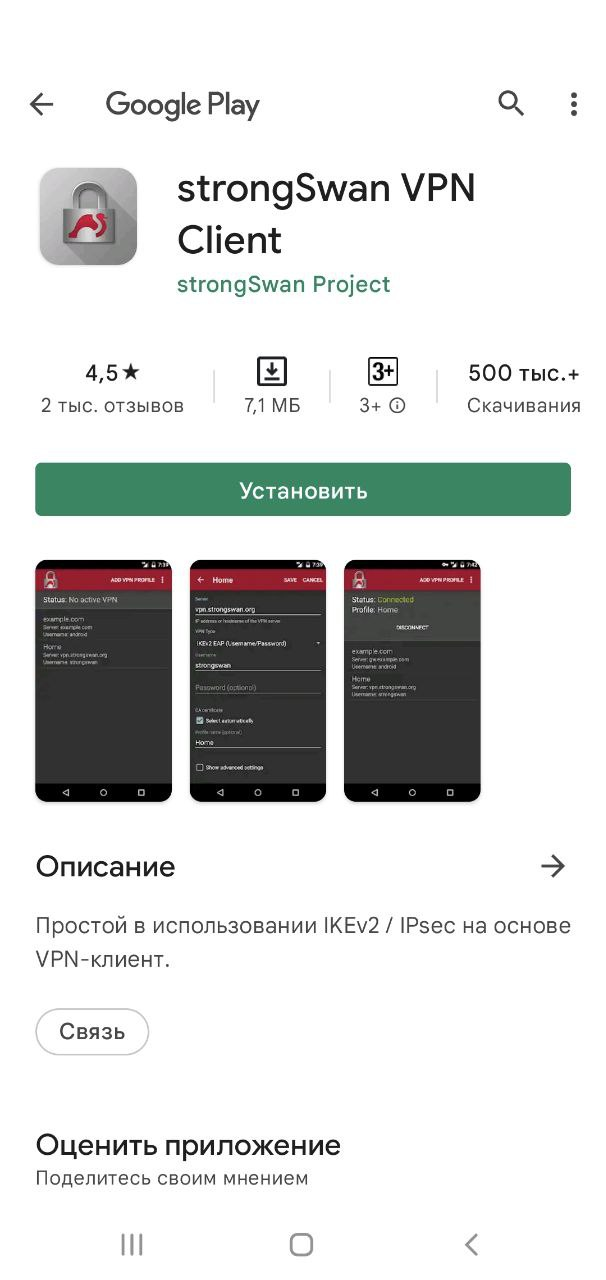 Google Play
strongSwan VPN
Client
strongSwan Project
4,5★
2 тыс. отзывов
7,1 МБ
3+
3+
500 тыс.+
Скачивания
Установить
7:39
ADD VPN PROFILE
Status: No active VPN
example.com
Server: example.com
Username: android
Home
Server: vpn.strongswan.org
Username: strongswan
7:39
Home
SAVE CANCEL
Server
vpn.strongswan.org
IP address or hostname of the VPN server
VPN Type
IKEv2 EAP (Username/Password)
Username
strongswan
Password (optional)
CA certificate
Select automatically
Profile name (optional)
Home
Show advanced settings
7:42
ADD VPN PROFILE
Status: Connected
Profile: Home
DISCONNECT
example.com
Server: gw.example.com
Username: android
Home
Server: vpn.strongswan.org
Username: strongswan
Описание
Простой в использовании IKEv2 / IPsec на основе
VPN-клиент.
Связь
Оценить приложение
Поделитесь своим мнением